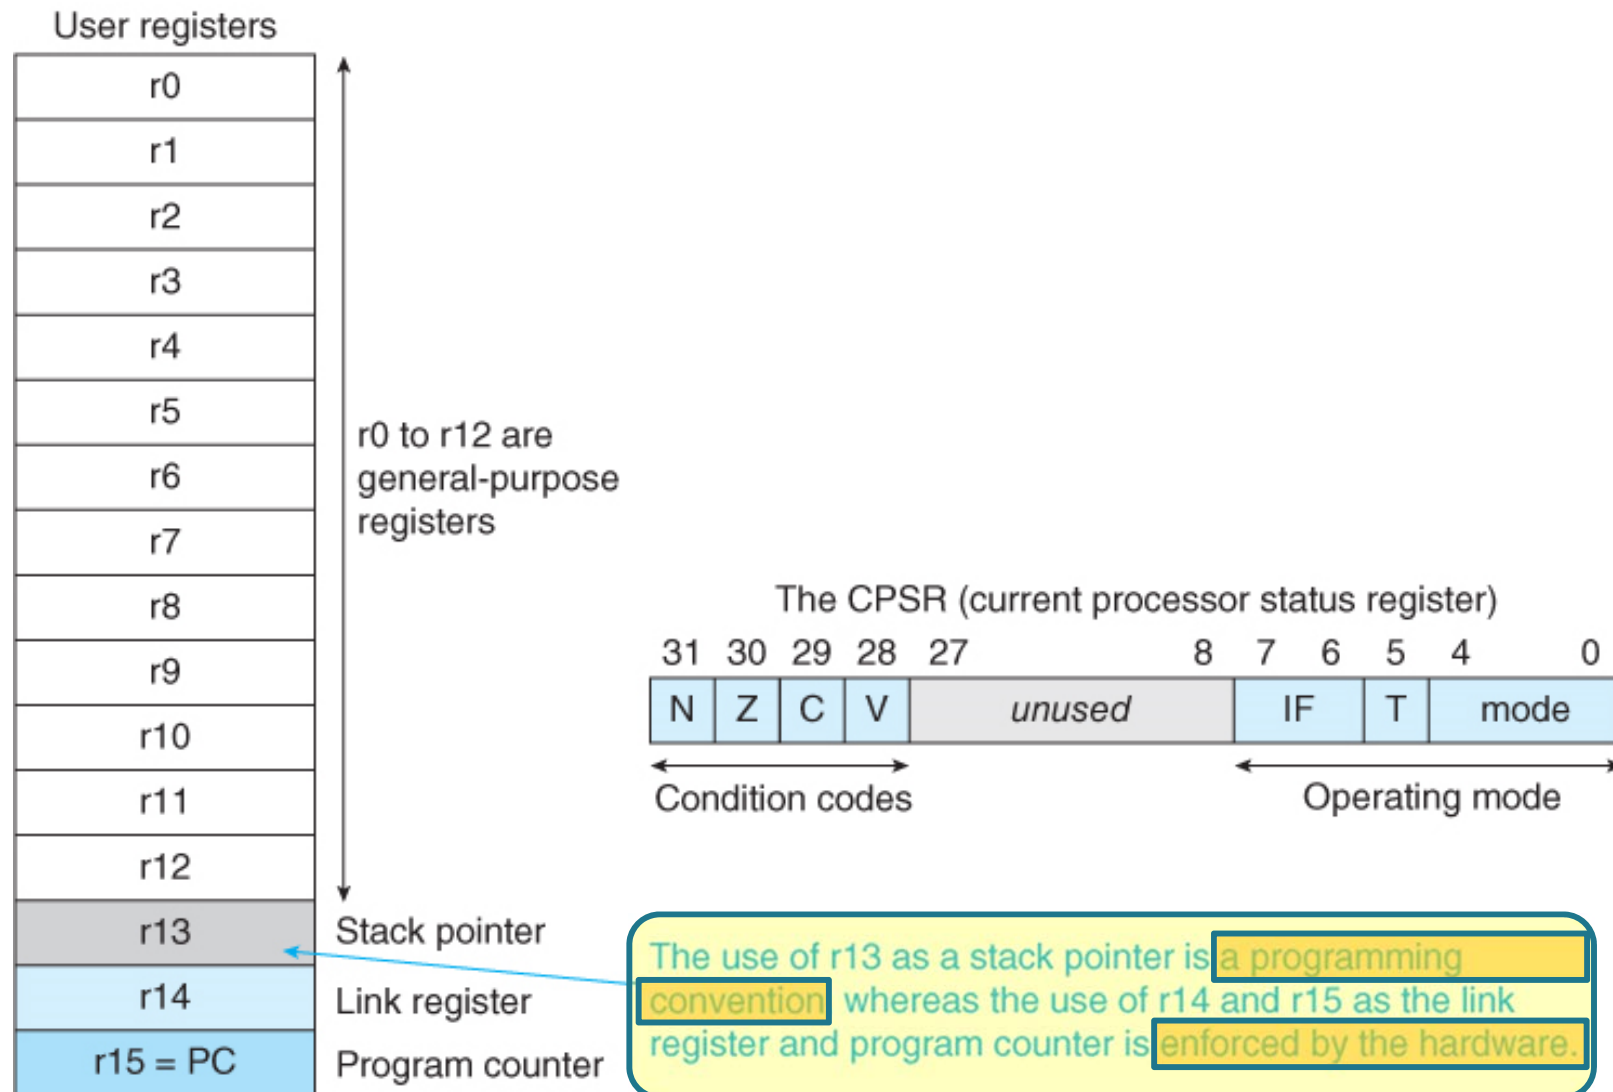 User registers
r0
r1
r2
r3
r4
r5
r6
r7
r8
r9
r10
r11
r12
r13
r14
r15 = PC
r0 to r12 are
general-purpose
registers
Stack pointer
Link register
Program counter
The CPSR (current processor status register)
31 30 29 28 27 8 7 6 5 4 0
N Z C V unused IF T mode
Condition codes
Operating mode
The use of r13 as a stack pointer is a programming
convention whereas the use of r14 and r15 as the link
register and program counter is enforced by the hardware.